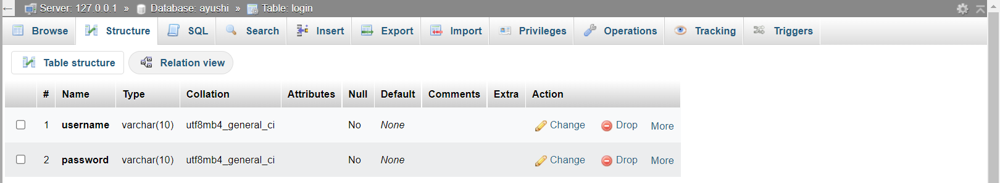 ← Server: 127.0.0.1 » Database: ayushi » Table: login
Browse Structure SQL Search Insert Export Import Privileges Operations Tracking Triggers
Table structure Relation view
# Name Type Collation Attributes Null Default Comments Extra Action
1 username varchar(10) utf8mb4_general_ci No None Change Drop More
2 password varchar(10) utf8mb4_general_ci No None Change Drop More